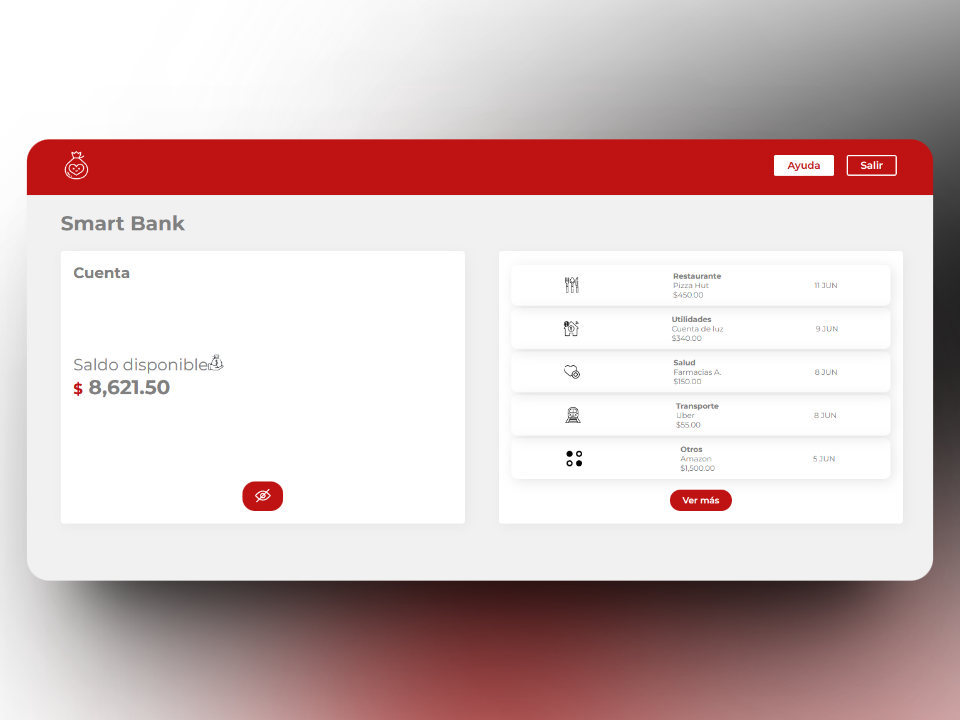 Ayuda
Salir
Smart Bank
Cuenta
Saldo disponible
$ 8,621.50
Restaurante
Pizza Hut
$450.00
11 JUN
Utilidades
Cuenta de luz
$340.00
9 JUN
Salud
Farmacias A.
$150.00
8 JUN
Transporte
Uber
$55.00
8 JUN
Otros
Amazon
$1,500.00
5 JUN
Ver más